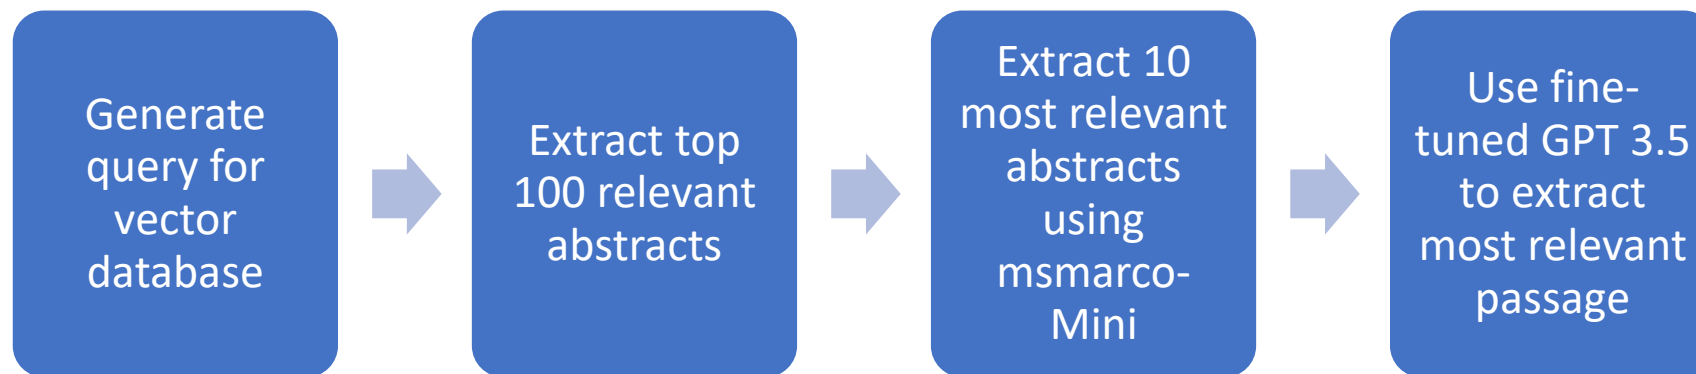 Generate
query for
vector
database
Extract top
100 relevant
abstracts
Extract 10
most relevant
abstracts
using
msmarco-
Mini
Use fine-
tuned GPT 3.5
to extract
most relevant
passage